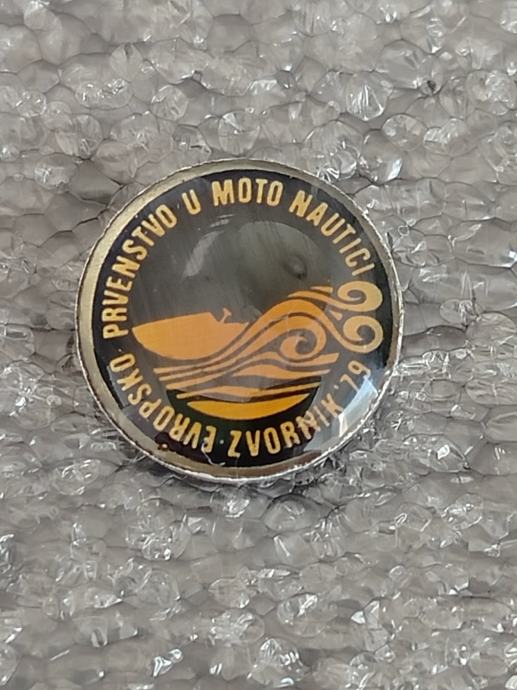 EVROPSKO PRVENSTVO U MOTO NAUTICI
ZVORNIK 79